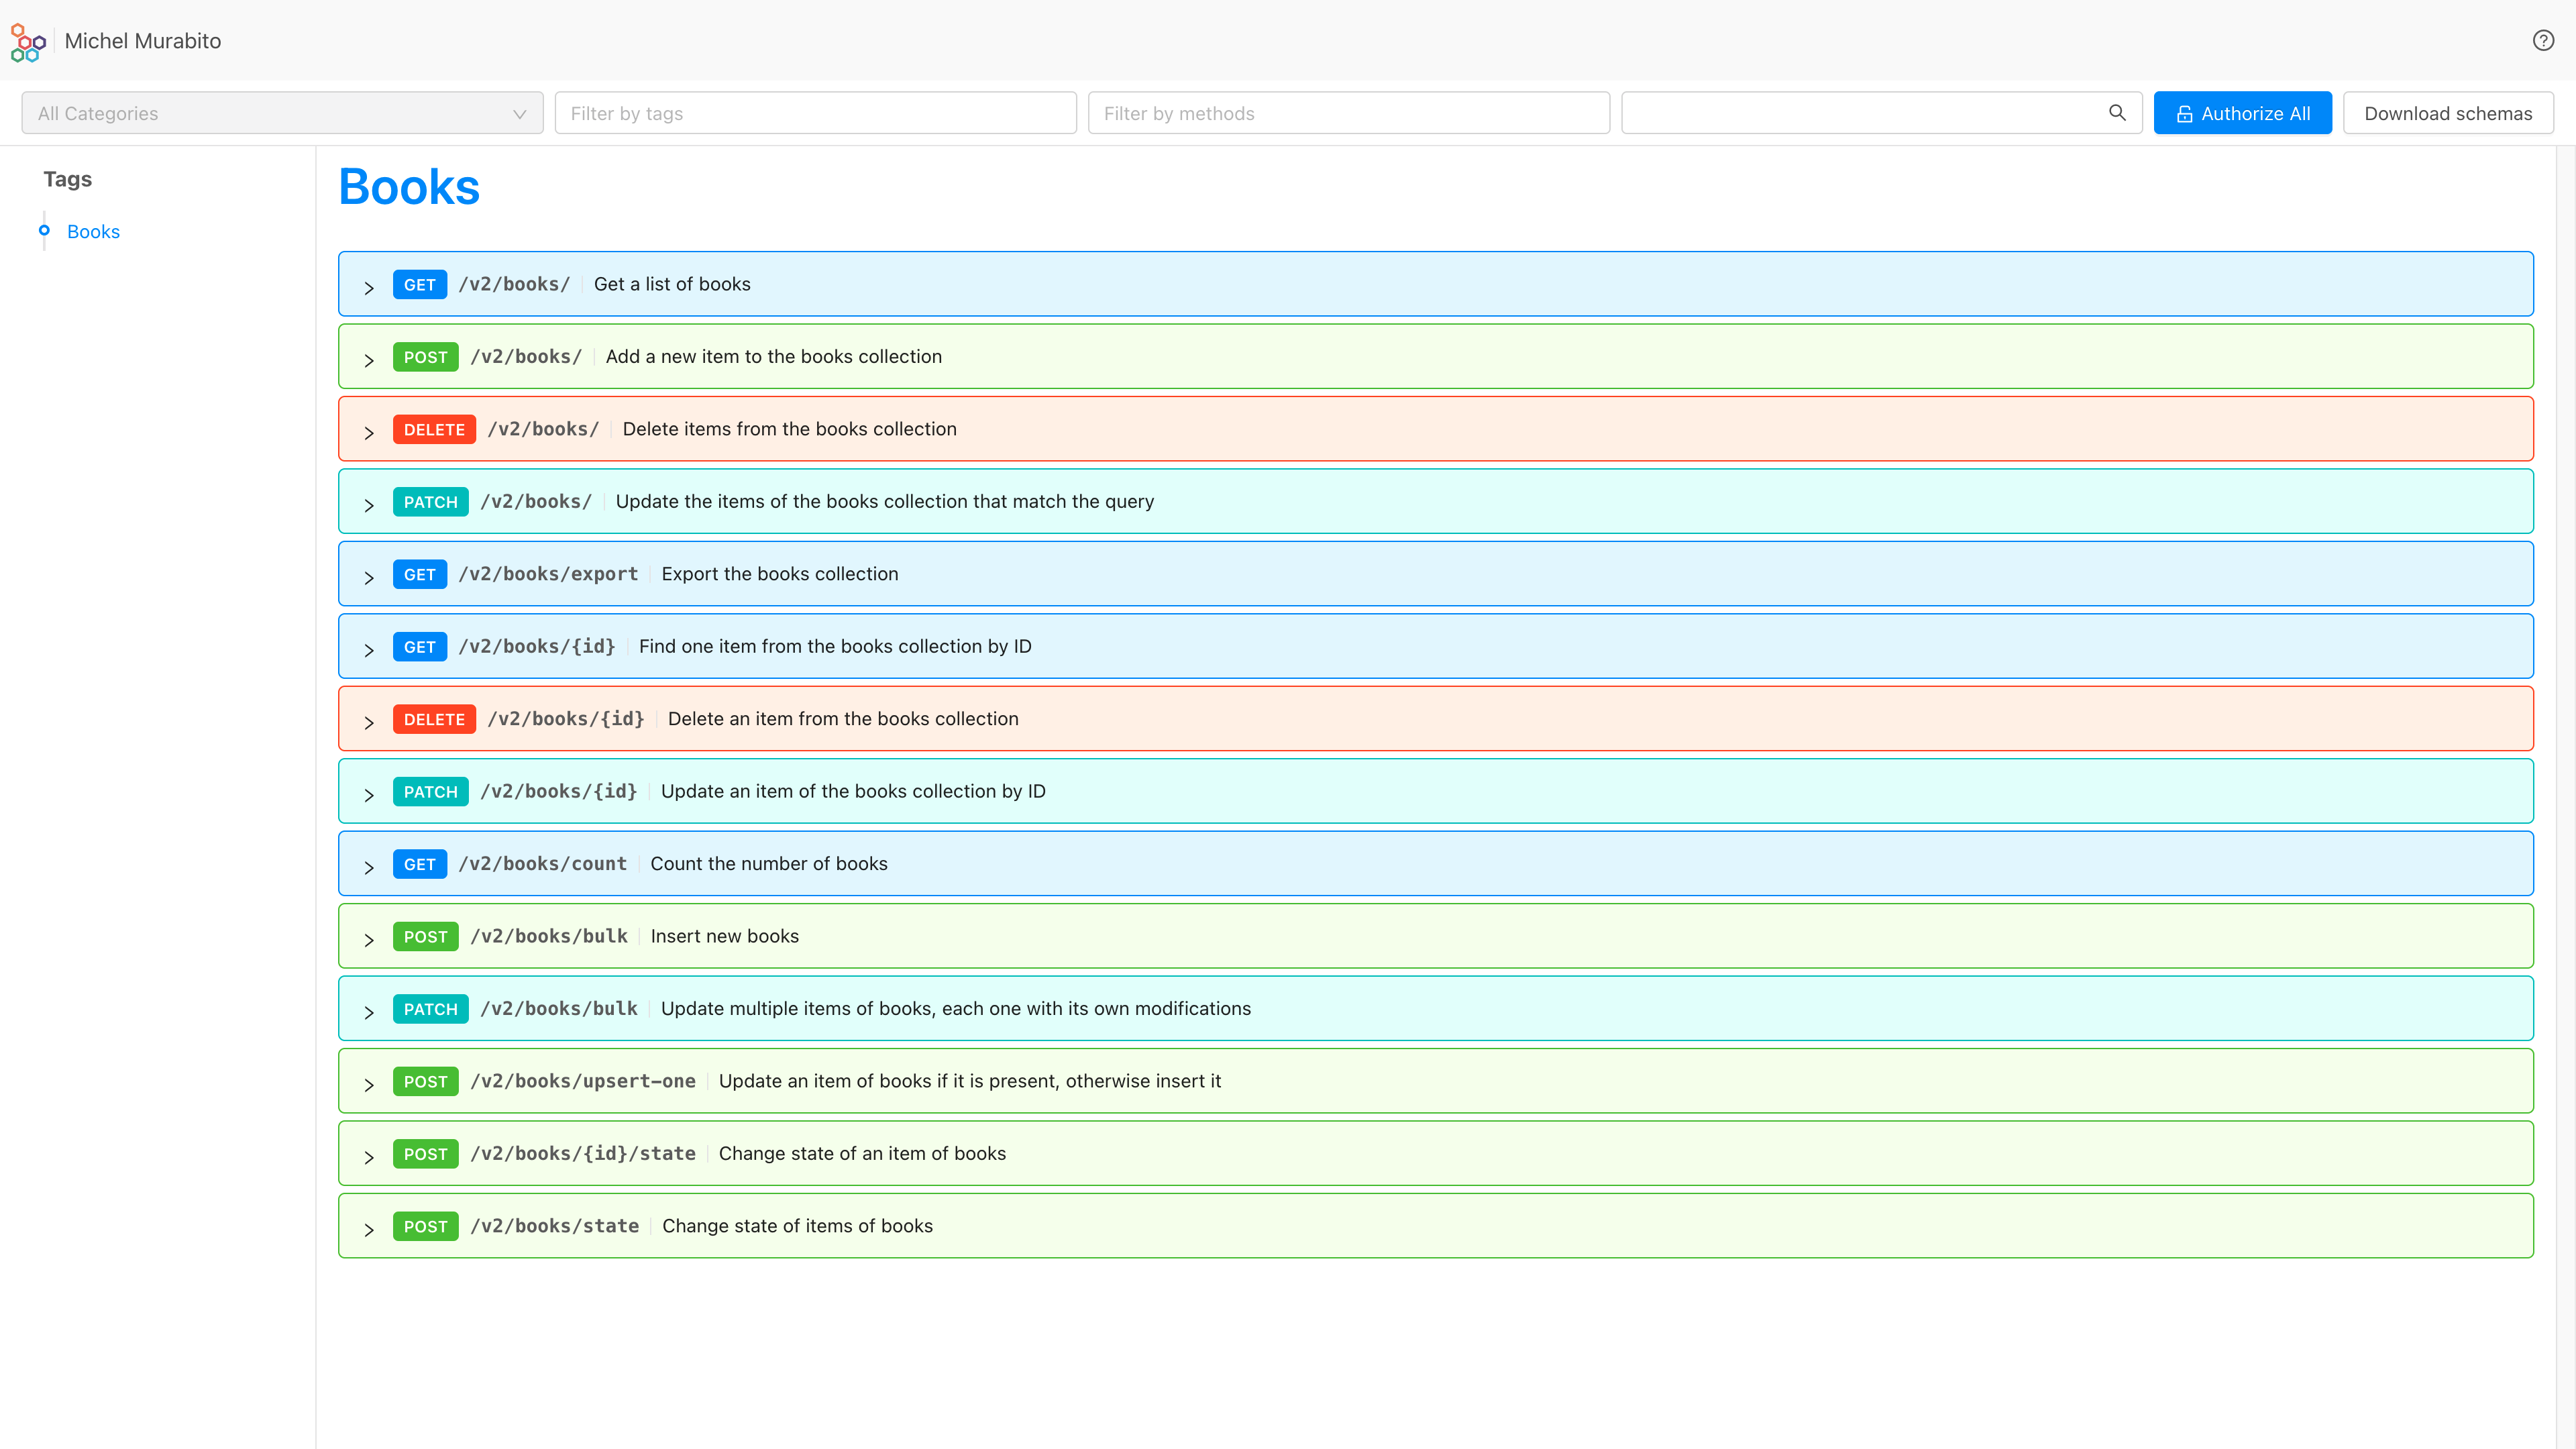 Michel Murabito
All Categories Filter by tags Filter by methods Authorize All Download schemas
Tags
Books
Books
GET /v2/books/ Get a list of books
POST /v2/books/ Add a new item to the books collection
DELETE /v2/books/ Delete items from the books collection
PATCH /v2/books/ Update the items of the books collection that match the query
GET /v2/books/export Export the books collection
GET /v2/books/{id} Find one item from the books collection by ID
DELETE /v2/books/{id} Delete an item from the books collection
PATCH /v2/books/{id} Update an item of the books collection by ID
GET /v2/books/count Count the number of books
POST /v2/books/bulk Insert new books
PATCH /v2/books/bulk Update multiple items of books, each one with its own modifications
POST /v2/books/upsert-one Update an item of books if it is present, otherwise insert it
POST /v2/books/{id}/state Change state of an item of books
POST /v2/books/state Change state of items of books